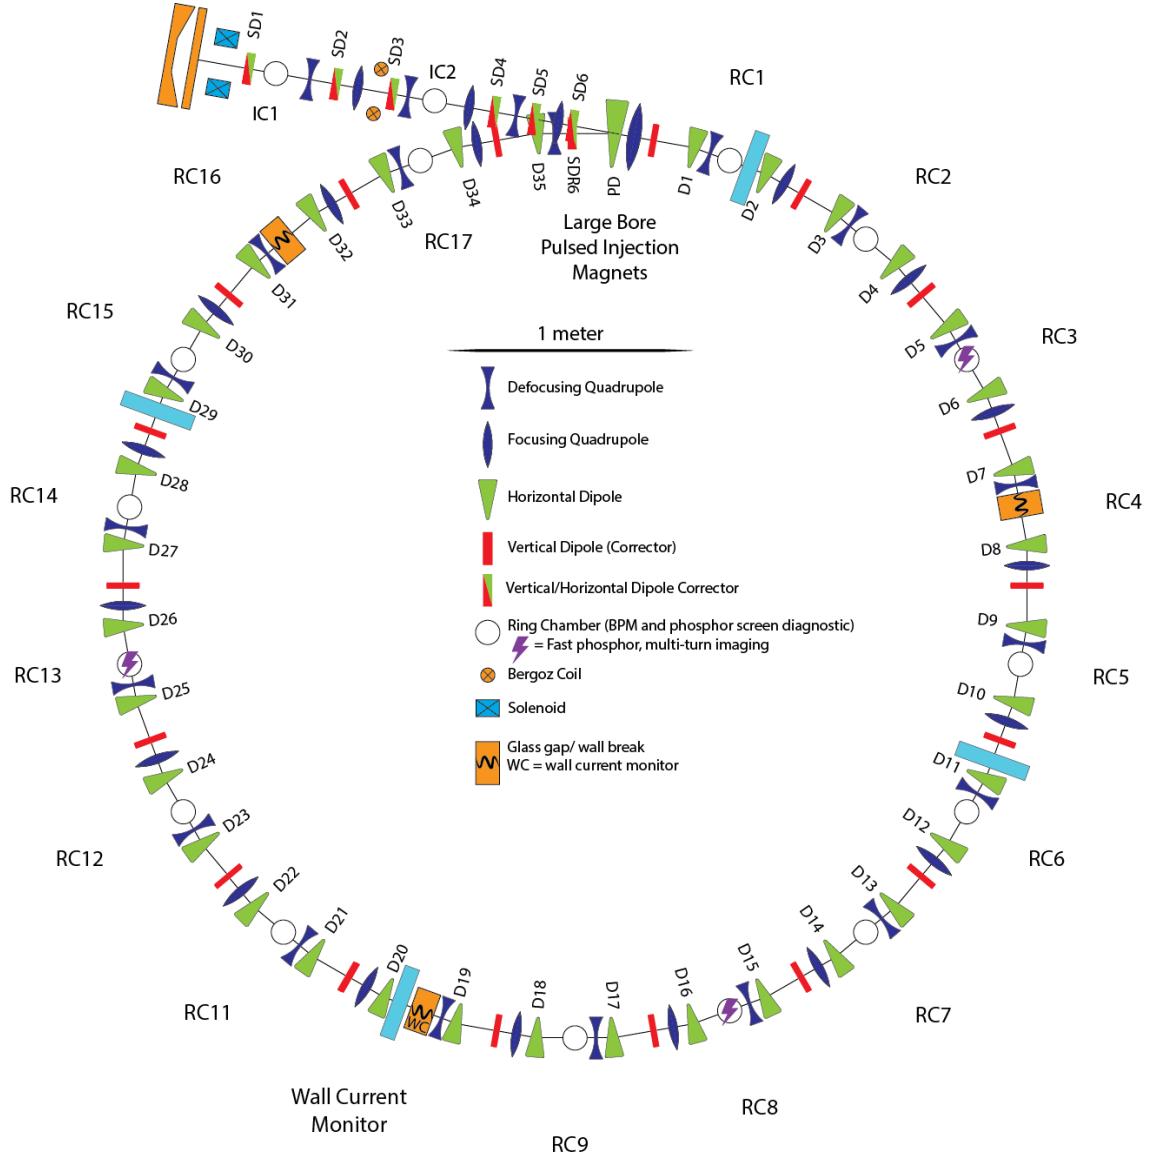 SD1
SD2
SD3
IC2
SD4
SD5
SD6
RC1
IC1
RC16
D33
RC17
D34
D35
SDR6
PD
D1
D2
RC2
Large Bore
Pulsed Injection
Magnets
D3
D4
D32
D31
RC15
D30
D5
RC3
1 meter
D29
D6
Defocusing Quadrupole
Focusing Quadrupole
D28
D7
RC14
RC4
Horizontal Dipole
D27
D8
Vertical Dipole (Corrector)
Vertical/Horizontal Dipole Corrector
D26
D9
Ring Chamber (BPM and phosphor screen diagnostic)
= Fast phosphor, multi-turn imaging
RC13
RC5
Bergoz Coil
D25
D10
Solenoid
Glass gap/ wall break
WC = wall current monitor
D24
D11
D23
D12
RC12
RC6
D22
D13
D21
D14
D20
D19
D18
D17
D16
D15
WC
RC11
RC7
Wall Current
Monitor
RC8
RC9